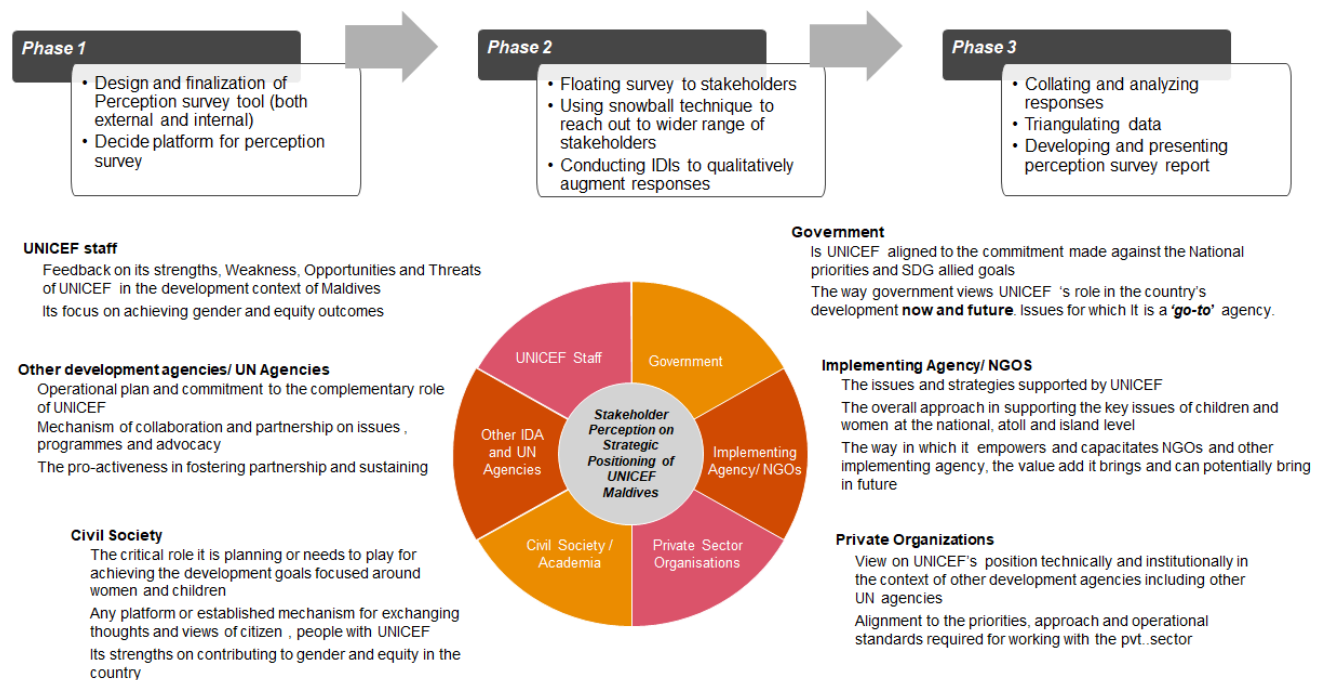 Phase 1
• Design and finalization of
Perception survey tool (both
external and internal)
• Decide platform for perception
survey
Phase 2
• Floating survey to stakeholders
• Using snowball technique to
reach out to wider range of
stakeholders
• Conducting IDIs to qualitatively
augment responses
Phase 3
• Collating and analyzing
responses
• Triangulating data
• Developing and presenting
perception survey report
UNICEF staff
Feedback on its strengths, Weakness, Opportunities and Threats
of UNICEF in the development context of Maldives
Its focus on achieving gender and equity outcomes
Other development agencies/ UN Agencies
Operational plan and commitment to the complementary role
of UNICEF
Mechanism of collaboration and partnership on issues ,
programmes and advocacy
The pro-activeness in fostering partnership and sustaining
Civil Society
The critical role it is planning or needs to play for
achieving the development goals focused around
women and children
Any platform or established mechanism for exchanging
thoughts and views of citizen , people with UNICEF
Its strengths on contributing to gender and equity in the
country
UNICEF Staff
Government
Other IDA
and UN
Agencies
Stakeholder
Perception on
Strategic
Positioning of
UNICEF
Maldives
Implementing
Agency/ NGOs
Civil Society /
Academia
Private Sector
Organisations
Government
Is UNICEF aligned to the commitment made against the National
priorities and SDG allied goals
The way government views UNICEF ‘s role in the country’s
development now and future. Issues for which It is a ‘go-to’ agency.
Implementing Agency/ NGOS
The issues and strategies supported by UNICEF
The overall approach in supporting the key issues of children and
women at the national, atoll and island level
The way in which it empowers and capacitates NGOs and other
implementing agency, the value add it brings and can potentially bring
in future
Private Organizations
View on UNICEF’s position technically and institutionally in
the context of other development agencies including other
UN agencies
Alignment to the priorities, approach and operational
standards required for working with the pvt..sector